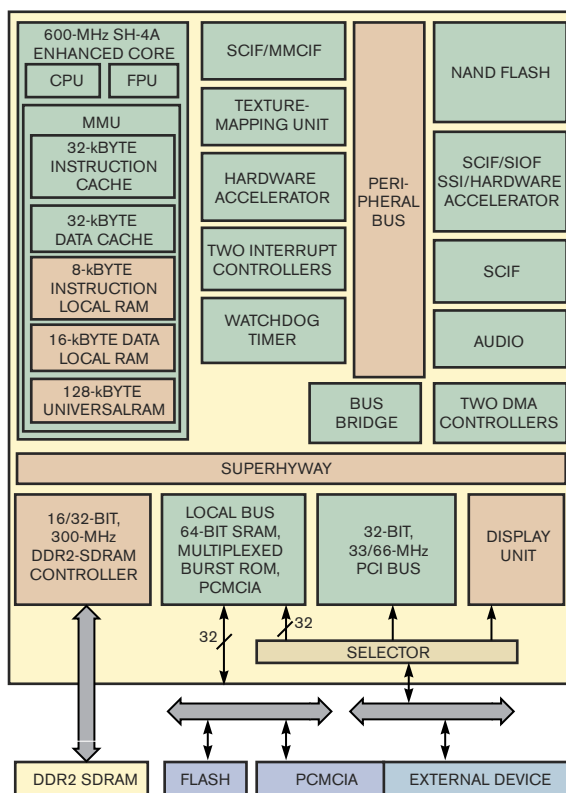 600-MHz SH-4A
ENHANCED CORE
CPU
FPU
MMU
32-kBYTE
INSTRUCTION
CACHE
32-kBYTE
DATA CACHE
8-kBYTE
INSTRUCTION
LOCAL RAM
16-kBYTE DATA
LOCAL RAM
128-kBYTE
UNIVERSALRAM
SCIF/MMCIF
TEXTURE-
MAPPING UNIT
HARDWARE
ACCELERATOR
TWO INTERRUPT
CONTROLLERS
WATCHDOG
TIMER
PERI-
PHERAL
BUS
NAND FLASH
SCIF/SIOF
SSI/HARDWARE
ACCELERATOR
SCIF
AUDIO
BUS
BRIDGE
TWO DMA
CONTROLLERS
SUPERHYWAY
16/32-BIT,
300-MHz
DDR2-SDRAM
CONTROLLER
LOCAL BUS
64-BIT SRAM,
MULTIPLEXED
BURST ROM,
PCMCIA
32-BIT,
33/66-MHz
PCI BUS
DISPLAY
UNIT
32
32
SELECTOR
DDR2 SDRAM
FLASH
PCMCIA
EXTERNAL DEVICE